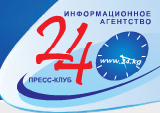 ИНФОРМАЦИОННОЕ
АГЕНТСТВО
24
www.24.kg
ПРЕСС-КЛУБ